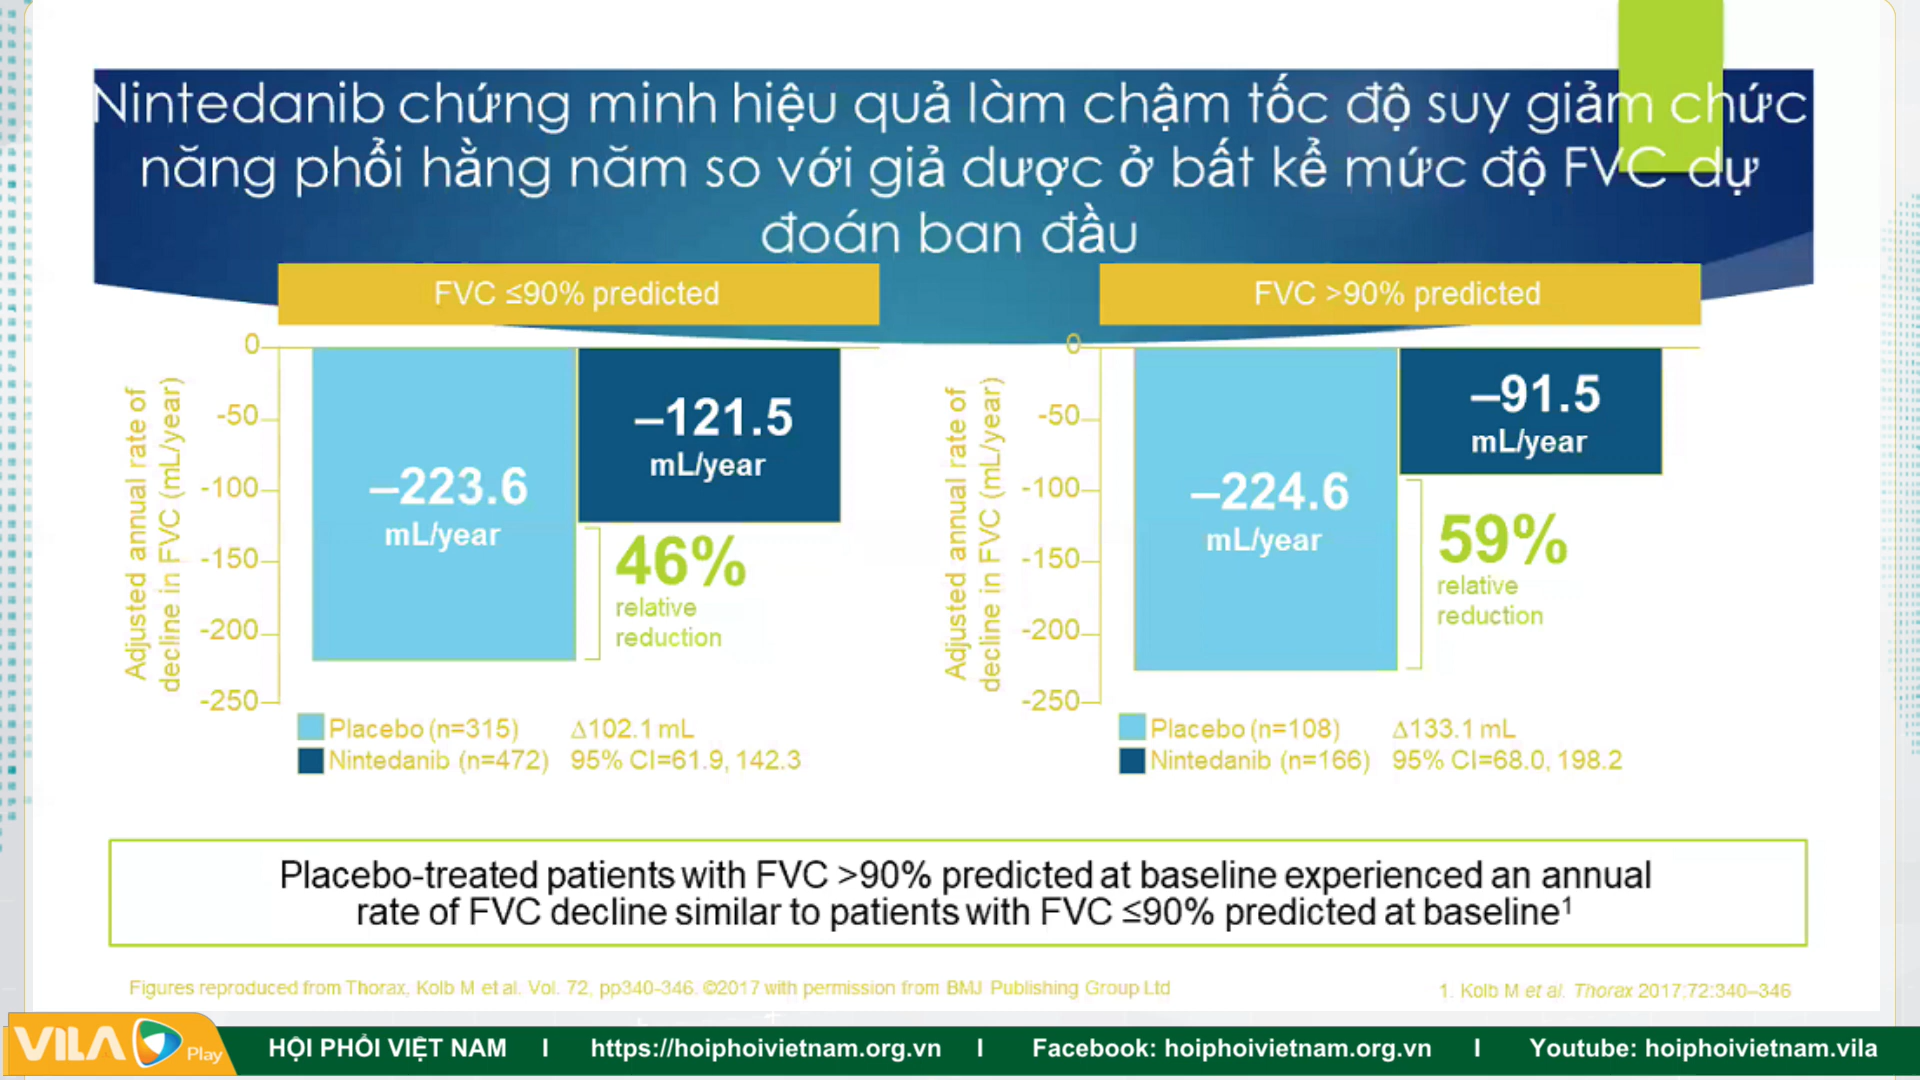 Nintedanib chứng minh hiệu quả làm chậm tốc độ suy giảm chức
năng phổi hằng năm so với giả dược ở bất kể mức độ FVC dự
đoán ban đầu
FVC ≤90% predicted
Adjusted annual rate of
decline in FVC (mL/year)
0
-50
-100
-150
-200
-250
–223.6
mL/year
–121.5
mL/year
46%
relative
reduction
Placebo (n=315)
Nintedanib (n=472)
Δ102.1 mL
95% CI=61.9, 142.3
FVC >90% predicted
Adjusted annual rate of
decline in FVC (mL/year)
0
-50
-100
-150
-200
-250
–224.6
mL/year
–91.5
mL/year
59%
relative
reduction
Placebo (n=108)
Nintedanib (n=166)
Δ133.1 mL
95% CI=68.0, 198.2
Placebo-treated patients with FVC >90% predicted at baseline experienced an annual
rate of FVC decline similar to patients with FVC ≤90% predicted at baseline¹
Figures reproduced from Thorax, Kolb M et al. Vol. 72, pp340-346. ©2017 with permission from BMJ Publishing Group Ltd
1. Kolb M et al. Thorax 2017;72:340–346
VILA Play
HỘI PHỔI VIỆT NAM I https://hoiphoivietnam.org.vn I Facebook: hoiphoivietnam.org.vn I Youtube: hoiphoivietnam.vila